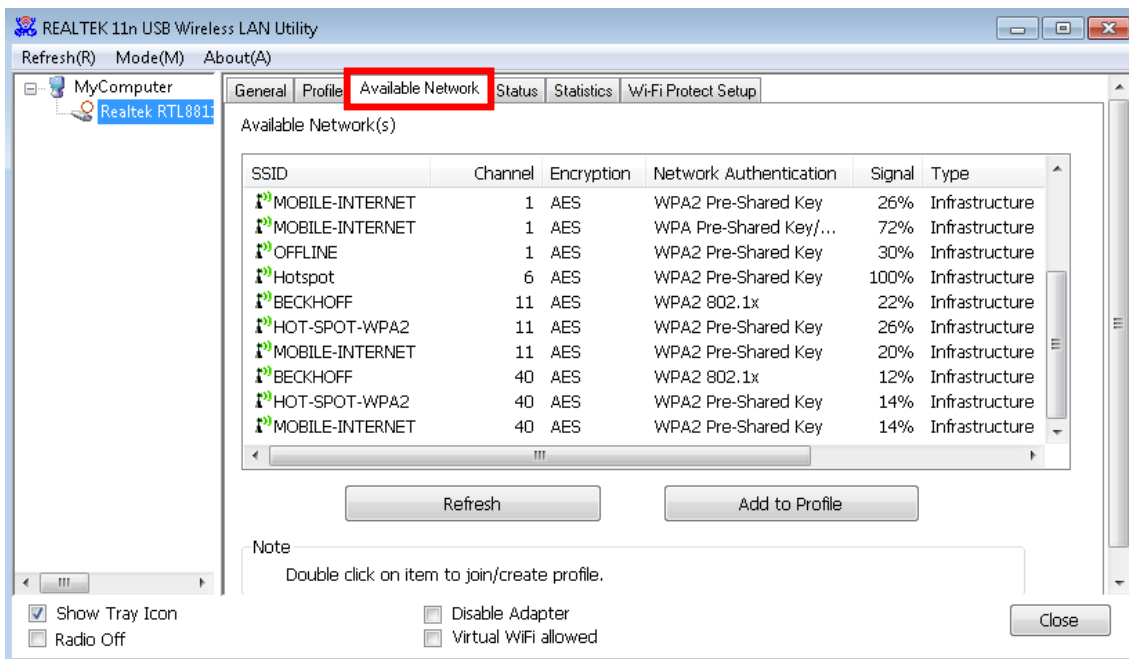 REALTEK 11n USB Wireless LAN Utility
Refresh(R) Mode(M) About(A)
MyComputer
Realtek RTL881
General Profile Available Network Status Statistics Wi-Fi Protect Setup
Available Network(s)
SSID Channel Encryption Network Authentication Signal Type
MOBILE-INTERNET 1 AES WPA2 Pre-Shared Key 26% Infrastructure
MOBILE-INTERNET 1 AES WPA Pre-Shared Key/... 72% Infrastructure
OFFLINE 1 AES WPA2 Pre-Shared Key 30% Infrastructure
Hotspot 6 AES WPA2 Pre-Shared Key 100% Infrastructure
BECKHOFF 11 AES WPA2 802.1x 22% Infrastructure
HOT-SPOT-WPA2 11 AES WPA2 Pre-Shared Key 26% Infrastructure
MOBILE-INTERNET 11 AES WPA2 Pre-Shared Key 20% Infrastructure
BECKHOFF 40 AES WPA2 802.1x 12% Infrastructure
HOT-SPOT-WPA2 40 AES WPA2 Pre-Shared Key 14% Infrastructure
MOBILE-INTERNET 40 AES WPA2 Pre-Shared Key 14% Infrastructure
Refresh Add to Profile
Note
Double click on item to join/create profile.
Show Tray Icon Disable Adapter
Radio Off Virtual WiFi allowed
Close